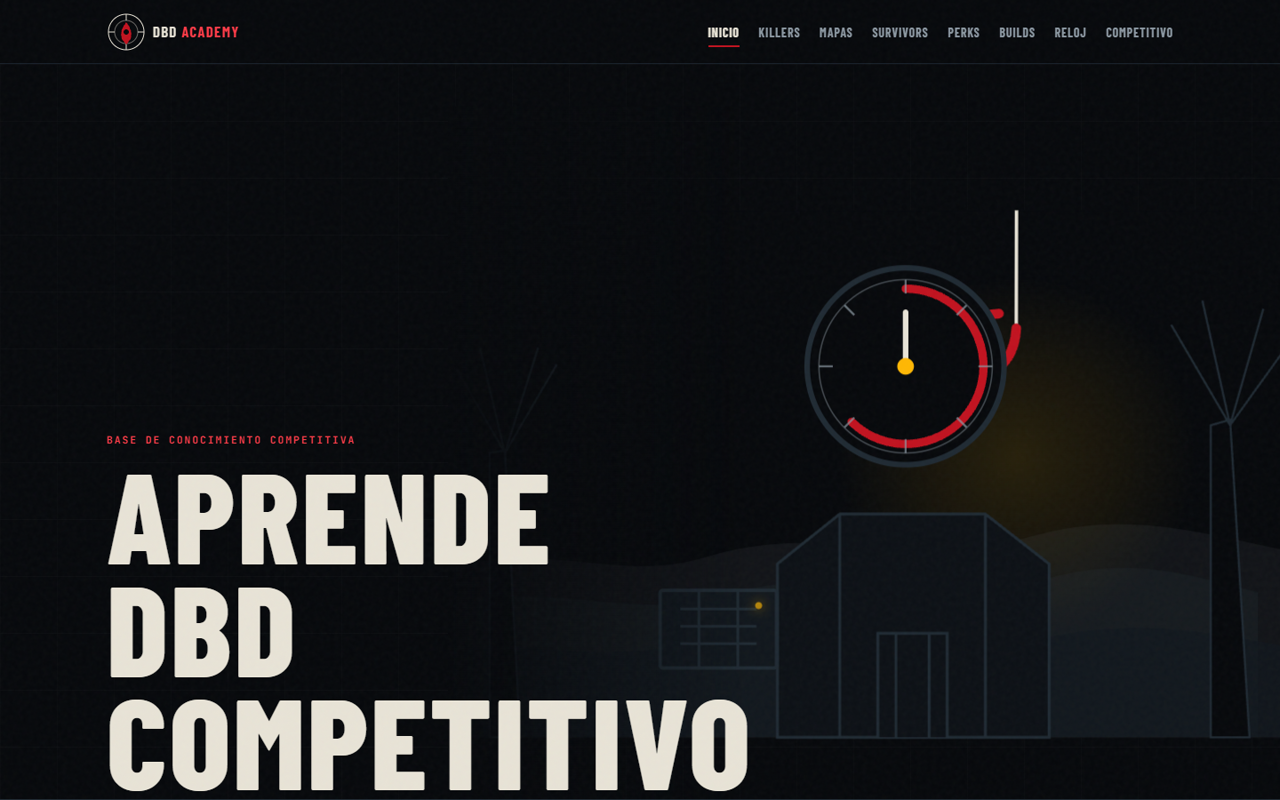 DBD ACADEMY
INICIO KILLERS MAPAS SURVIVORS PERKS BUILDS RELOJ COMPETITIVO
BASE DE CONOCIMIENTO COMPETITIVA
APRENDE
DBD
COMPETITIVO